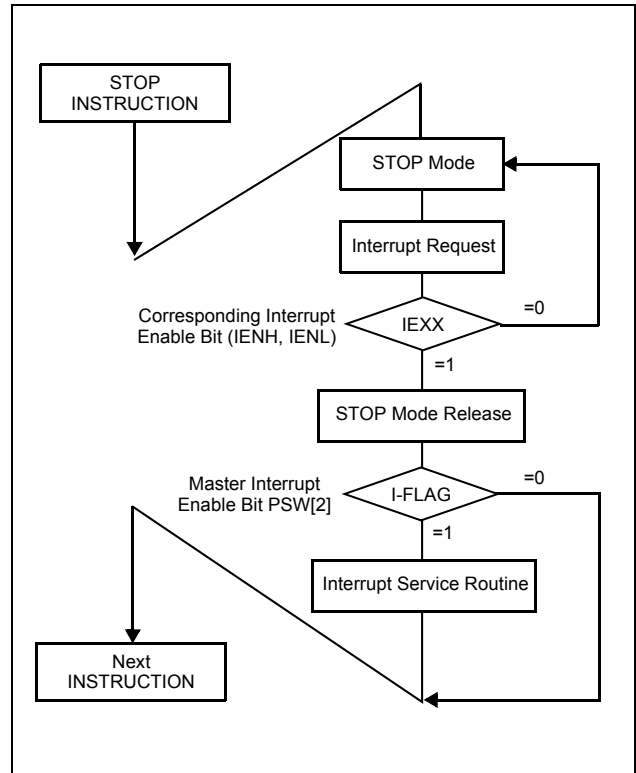 STOP
INSTRUCTION
STOP Mode
Interrupt Request
Corresponding Interrupt
Enable Bit (IENH, IENL)
IEXX
=0
=1
STOP Mode Release
Master Interrupt
Enable Bit PSW[2]
I-FLAG
=0
=1
Interrupt Service Routine
Next
INSTRUCTION